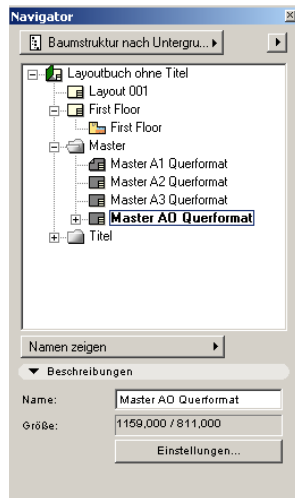 Navigator
Baumstruktur nach Untergru...
Layoutbuch ohne Titel
Layout 001
First Floor
First Floor
Master
Master A1 Querformat
Master A2 Querformat
Master A3 Querformat
Master AO Querformat
Titel
Namen zeigen
Beschreibungen
Name: Master AO Querformat
Größe: 1159,000 / 811,000
Einstellungen...